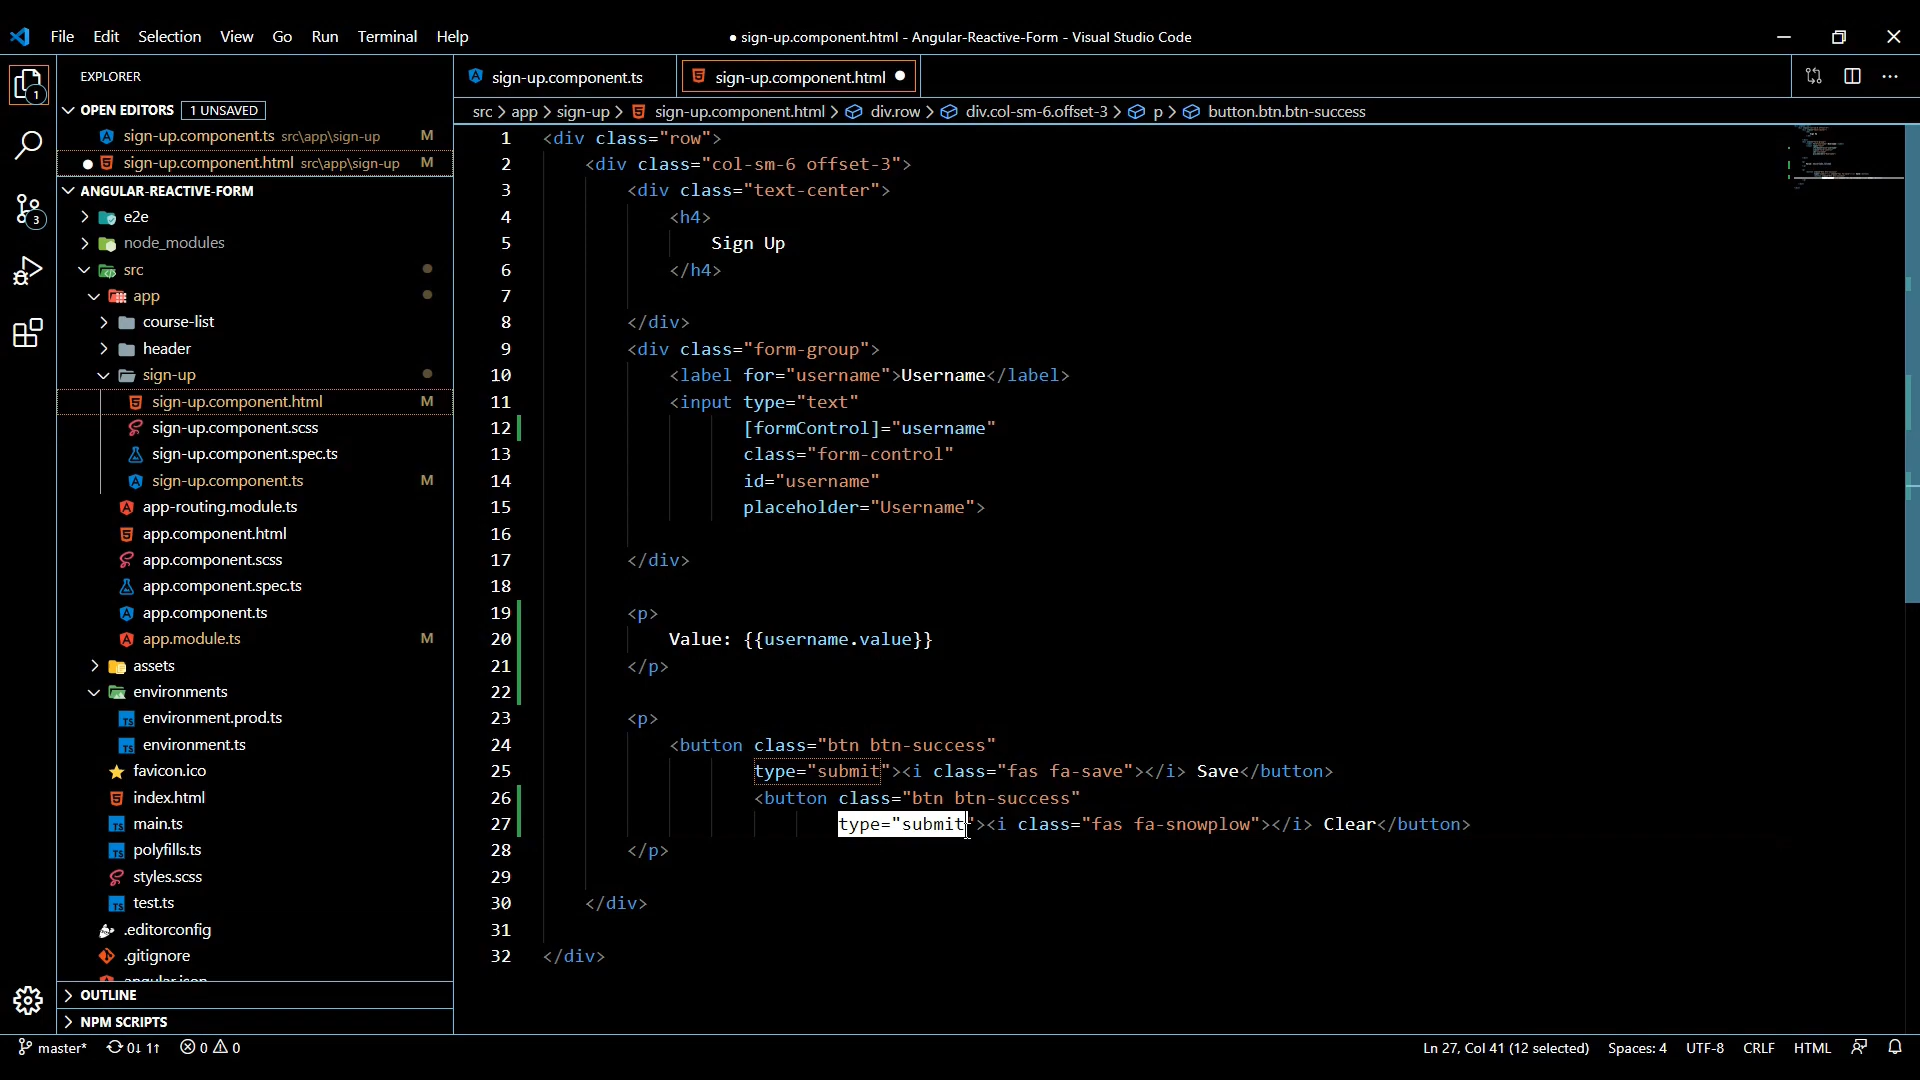 File Edit Selection View Go Run Terminal Help
● sign-up.component.html - Angular-Reactive-Form - Visual Studio Code
EXPLORER
OPEN EDITORS 1 UNSAVED
sign-up.component.ts src\app\sign-up M
sign-up.component.html src\app\sign-up M
ANGULAR-REACTIVE-FORM
e2e
node_modules
src
app
course-list
header
sign-up
sign-up.component.html M
sign-up.component.scss
sign-up.component.spec.ts
sign-up.component.ts M
app-routing.module.ts
app.component.html
app.component.scss
app.component.spec.ts
app.component.ts
app.module.ts M
assets
environments
environment.prod.ts
environment.ts
favicon.ico
index.html
main.ts
polyfills.ts
styles.scss
test.ts
.editorconfig
.gitignore
angular.json
OUTLINE
NPM SCRIPTS
1
3
sign-up.component.ts
sign-up.component.html ●
src > app > sign-up > sign-up.component.html > div.row > div.col-sm-6.offset-3 > p > button.btn.btn-success
1 <div class="row">
2 <div class="col-sm-6 offset-3">
3 <div class="text-center">
4 <h4>
5 Sign Up
6 </h4>
7
8 </div>
9 <div class="form-group">
10 <label for="username">Username</label>
11 <input type="text"
12 [formControl]="username"
13 class="form-control"
14 id="username"
15 placeholder="Username">
16
17 </div>
18
19 <p>
20 Value: {{username.value}}
21 </p>
22
23 <p>
24 <button class="btn btn-success"
25 type="submit"><i class="fas fa-save"></i> Save</button>
26 <button class="btn btn-success"
27 type="submit"><i class="fas fa-snowplow"></i> Clear</button>
28 </p>
29
30 </div>
31
32 </div>
master* 0↓ 1↑ 0 0
Ln 27, Col 41 (12 selected) Spaces: 4 UTF-8 CRLF HTML